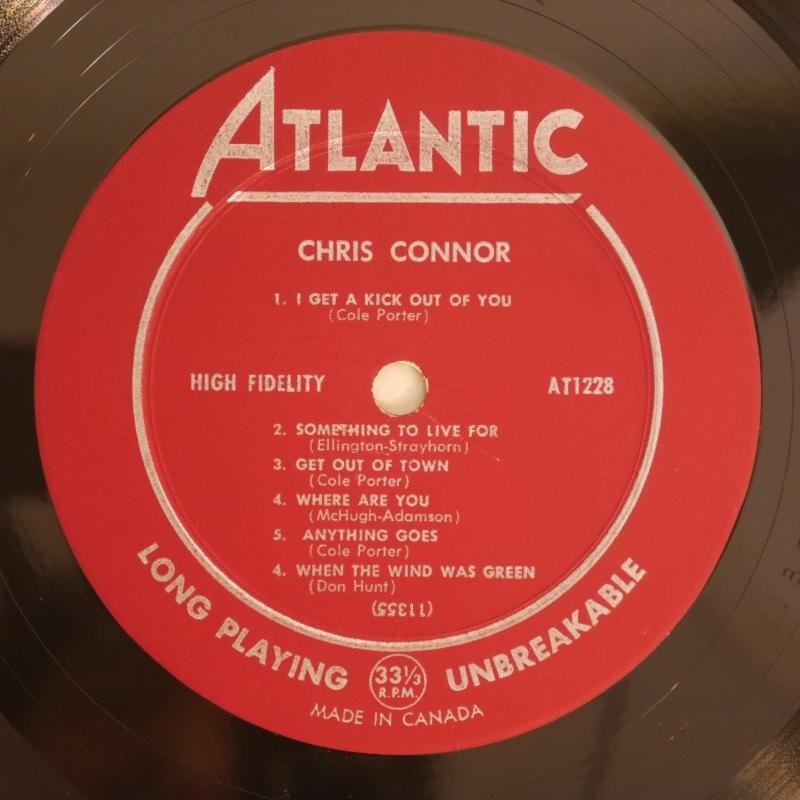 ATLANTIC
CHRIS CONNOR
1. I GET A KICK OUT OF YOU
(Cole Porter)
HIGH FIDELITY AT1228
2. SOMETHING TO LIVE FOR
(Ellington-Strayhorn)
3. GET OUT OF TOWN
(Cole Porter)
4. WHERE ARE YOU
(McHugh-Adamson)
5. ANYTHING GOES
(Cole Porter)
4. WHEN THE WIND WAS GREEN
(Don Hunt)
(11355)
LONG PLAYING 33⅓ R.P.M. UNBREAKABLE
MADE IN CANADA